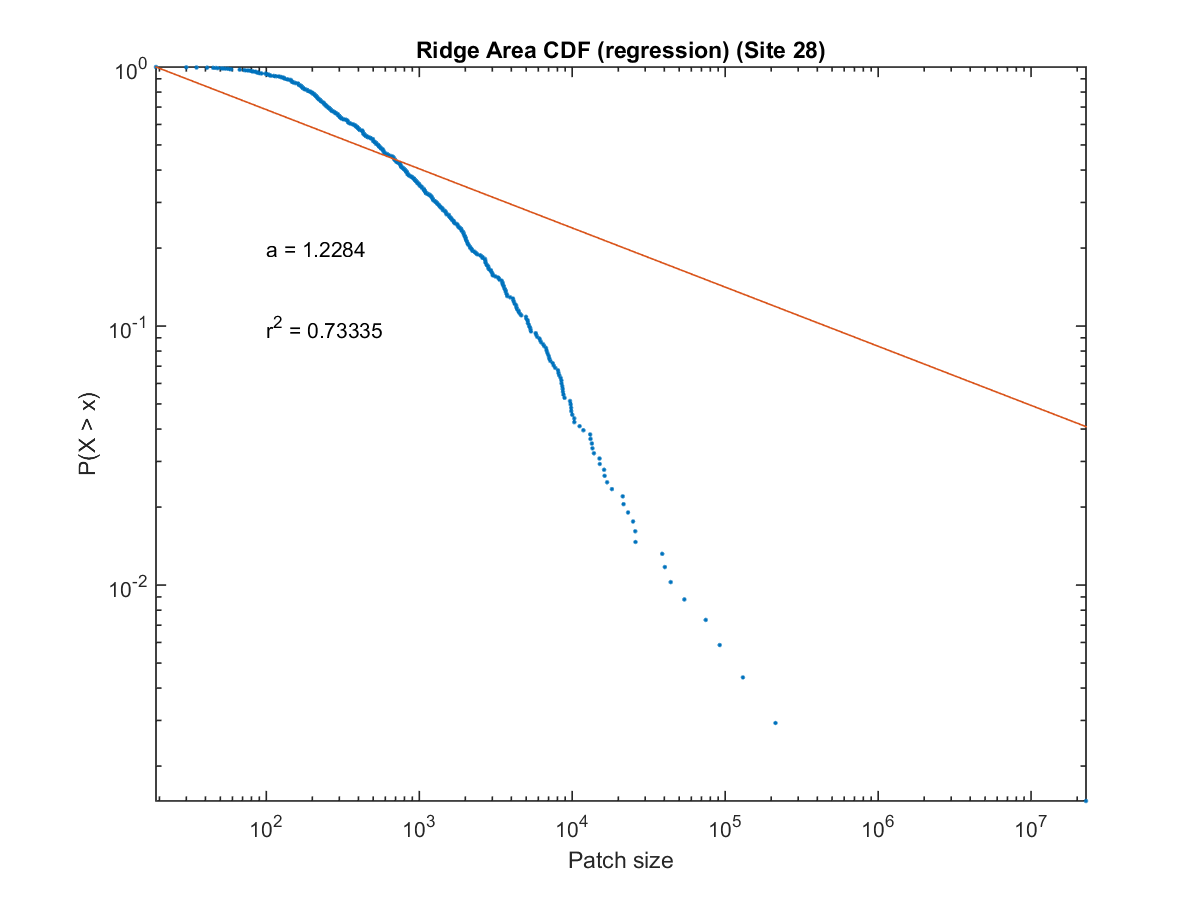 Ridge Area CDF (regression) (Site 28)
10^0
10^-1
10^-2
P(X > x)
a = 1.2284
r^2 = 0.73335
10^2 10^3 10^4 10^5 10^6 10^7
Patch size